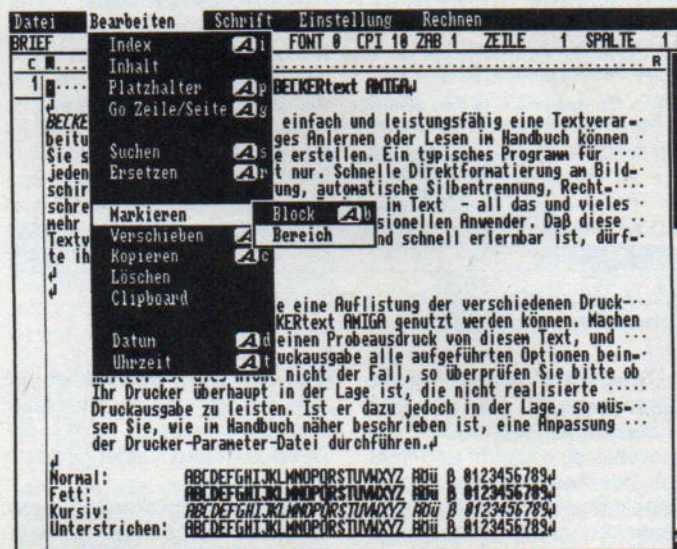 Datei Bearbeiten Schrift Einstellung Rechnen
BRIEF FONT 0 CPI 10 ZAB 1 ZEILE 1 SPALTE 1
C R
1 BECKERtext AMIGA
Index A i
Inhalt
Platzhalter A p
Go Zeile/Seite A g
Suchen A s
Ersetzen A r
Markieren
Verschieben A
Kopieren A c
Löschen
Clipboard
Datum A d
Uhrzeit A t
Block A b
Bereich
BECKE einfach und leistungsfähig eine Textverar-
beitu ges Anlernen oder Lesen im Handbuch können
Sie s e erstellen. Ein typisches Programm für
jeden t nur. Schnelle Direktformatierung am Bild-
schir ung, automatische Silbentrennung, Recht-
schre im Text - all das und vieles
mehr sionellen Anwender. Daß diese
Textv nd schnell erlernbar ist, dürf-
te ih
e eine Auflistung der verschiedenen Druck-
KERtext AMIGA genutzt werden können. Machen
einen Probeausdruck von diesem Text, und
uckausgabe alle aufgeführten Optionen bein-
nicht der Fall, so überprüfen Sie bitte ob
Ihr Drucker überhaupt in der Lage ist, die nicht realisierte
Druckausgabe zu leisten. Ist er dazu jedoch in der Lage, so müs-
sen Sie, wie im Handbuch näher beschrieben ist, eine Anpassung
der Drucker-Parameter-Datei durchführen.
Normal: ABCDEFGHIJKLMNOPQRSTUVWXYZ Äöü ß 0123456789
Fett: ABCDEFGHIJKLMNOPQRSTUVWXYZ Äöü ß 0123456789
Kursiv: ABCDEFGHIJKLMNOPQRSTUVWXYZ Äöü ß 0123456789
Unterstrichen: ABCDEFGHIJKLMNOPQRSTUVWXYZ Äöü ß 0123456789